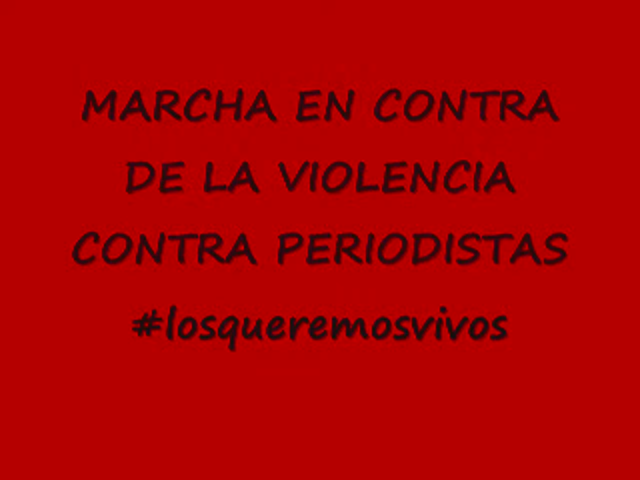 MARCHA EN CONTRA
DE LA VIOLENCIA
CONTRA PERIODISTAS
#losqueremosvivos